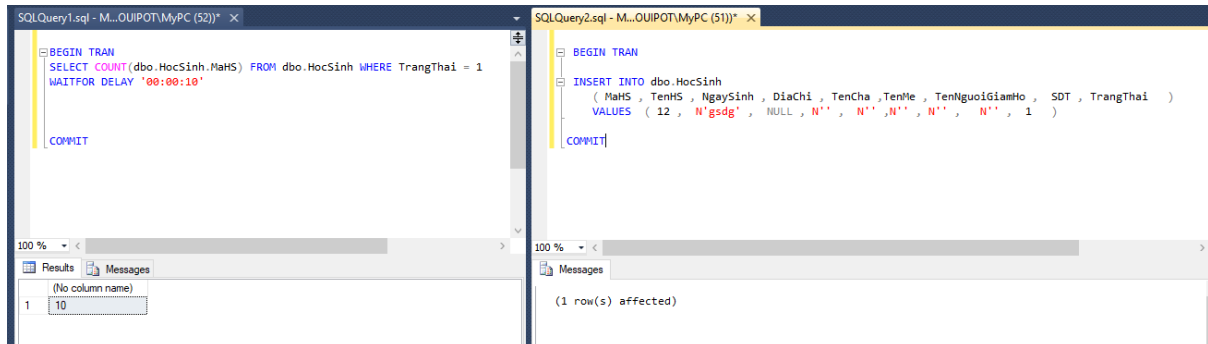 SQLQuery1.sql - M...OUIPOT\MyPC (52))* ×
BEGIN TRAN
SELECT COUNT(dbo.HocSinh.MaHS) FROM dbo.HocSinh WHERE TrangThai = 1
WAITFOR DELAY '00:00:10'
COMMIT
100 %
Results Messages
(No column name)
1 10
SQLQuery2.sql - M...OUIPOT\MyPC (51))* ×
BEGIN TRAN
INSERT INTO dbo.HocSinh
( MaHS , TenHS , NgaySinh , DiaChi , TenCha ,TenMe , TenNguoiGiamHo , SDT , TrangThai )
VALUES ( 12 , N'gsdg' , NULL , N'' , N'' ,N'' , N'' , N'' , 1 )
COMMIT
100 %
Messages
(1 row(s) affected)